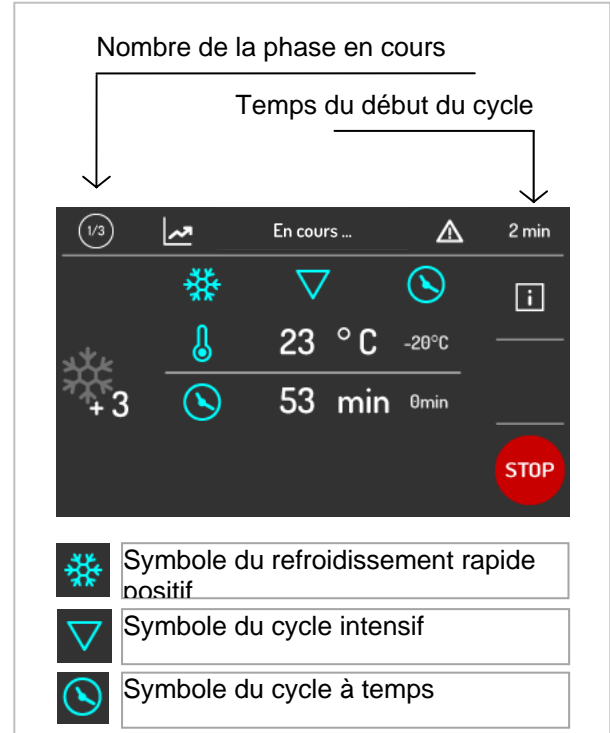 Nombre de la phase en cours
Temps du début du cycle
1/3 En cours ... 2 min
i
23 °C -20°C
+3 53 min 0min
STOP
Symbole du refroidissement rapide
positif
Symbole du cycle intensif
Symbole du cycle à temps